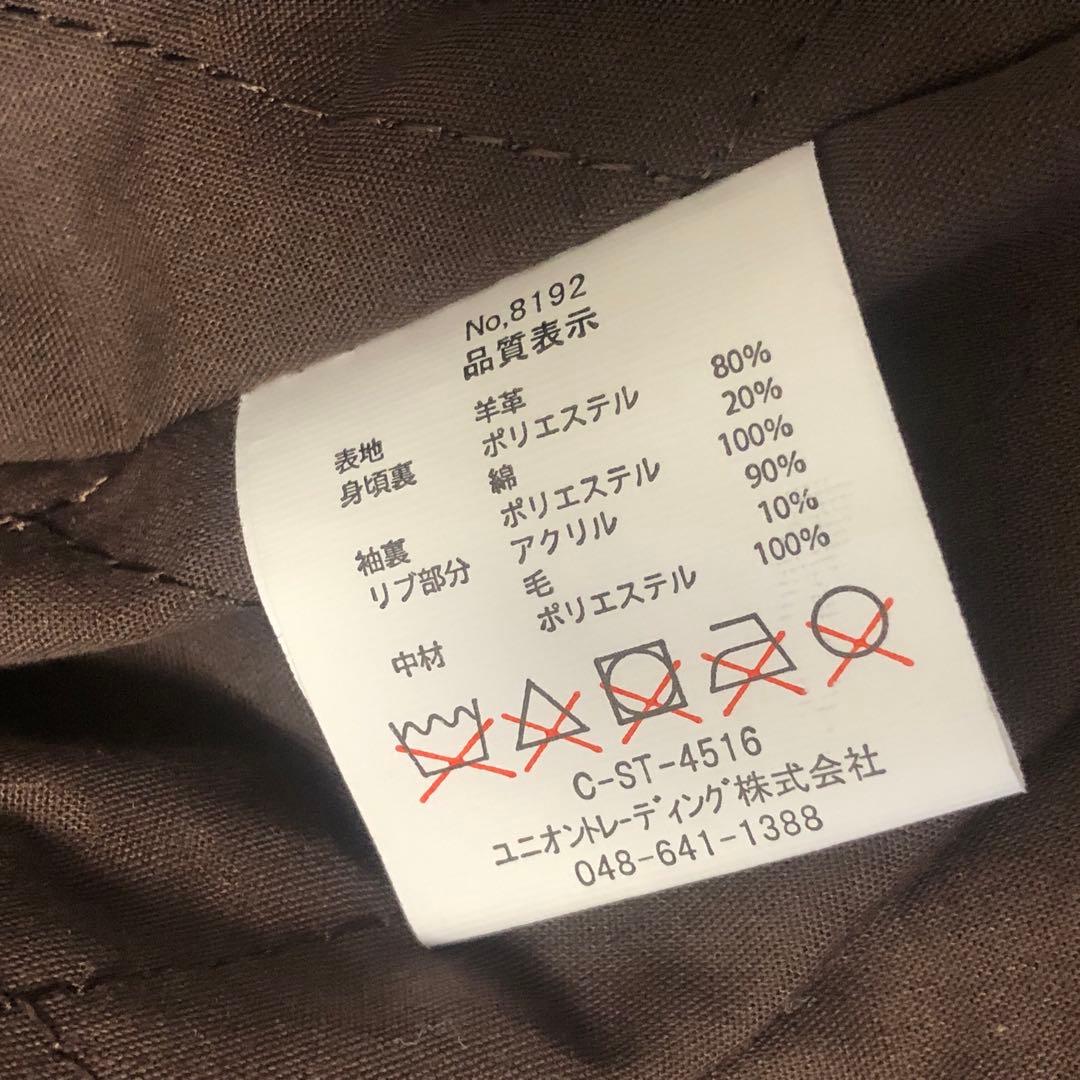 No,8192
品質表示
表地 羊革
身頃裏 ポリエステル 80%
綿 20%
袖裏 ポリエステル 100%
リブ部分 アクリル 90%
毛 10%
中材 ポリエステル 100%
C-ST-4516
ユニオントレーディング株式会社
048-641-1388